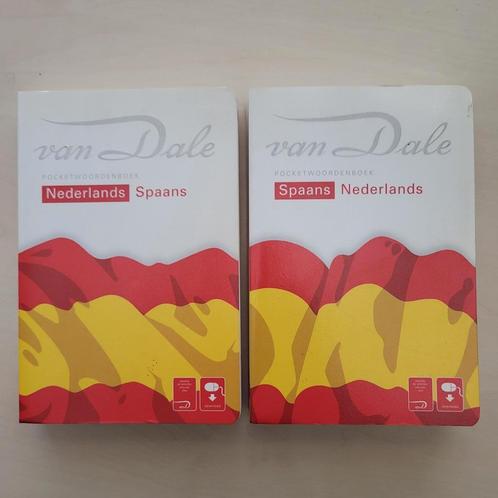 van Dale
POCKETWOORDENBOEK
Nederlands Spaans
van Dale
POCKETWOORDENBOEK
Spaans Nederlands